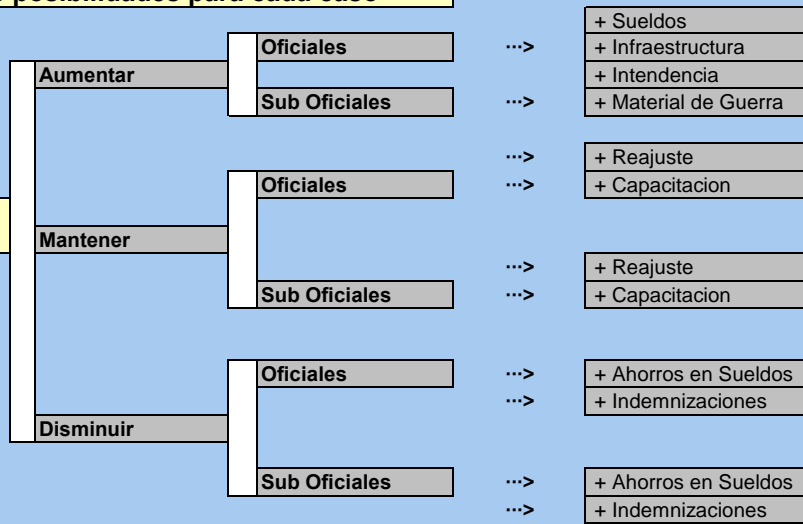 posibilidades para cada caso
+ Sueldos
Oficiales ···> + Infraestructura
Aumentar + Intendencia
Sub Oficiales ···> + Material de Guerra
···> + Reajuste
Oficiales ···> + Capacitacion
Mantener
···> + Reajuste
Sub Oficiales ···> + Capacitacion
Oficiales ···> + Ahorros en Sueldos
···> + Indemnizaciones
Disminuir
Sub Oficiales ···> + Ahorros en Sueldos
···> + Indemnizaciones